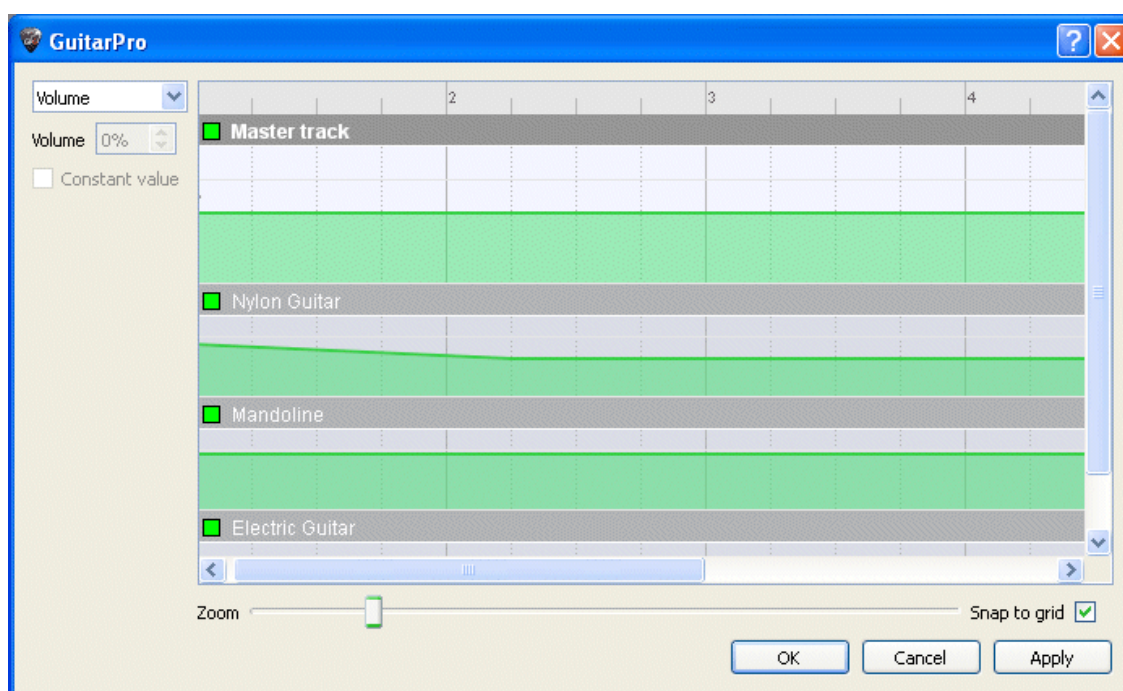 GuitarPro
Volume
2 3 4
Master track
Volume 0%
Constant value
Nylon Guitar
Mandoline
Electric Guitar
Zoom Snap to grid
OK Cancel Apply